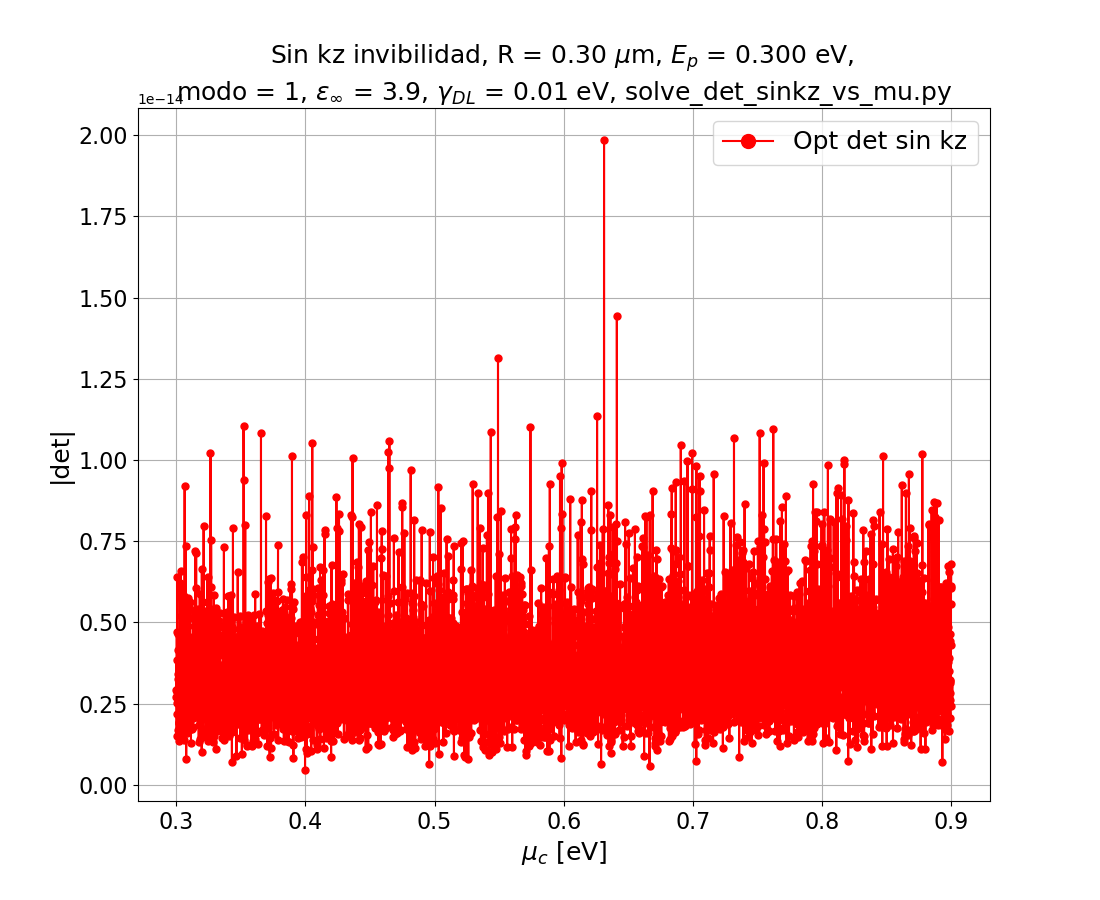 Sin kz invibilidad, R = 0.30 μm, E_p = 0.300 eV,
modo = 1, ε_∞ = 3.9, γ_DL = 0.01 eV, solve_det_sinkz_vs_mu.py
1e−14
Opt det sin kz
2.00
1.75
1.50
1.25
1.00
0.75
0.50
0.25
0.00
|det|
0.3 0.4 0.5 0.6 0.7 0.8 0.9
μ_c [eV]